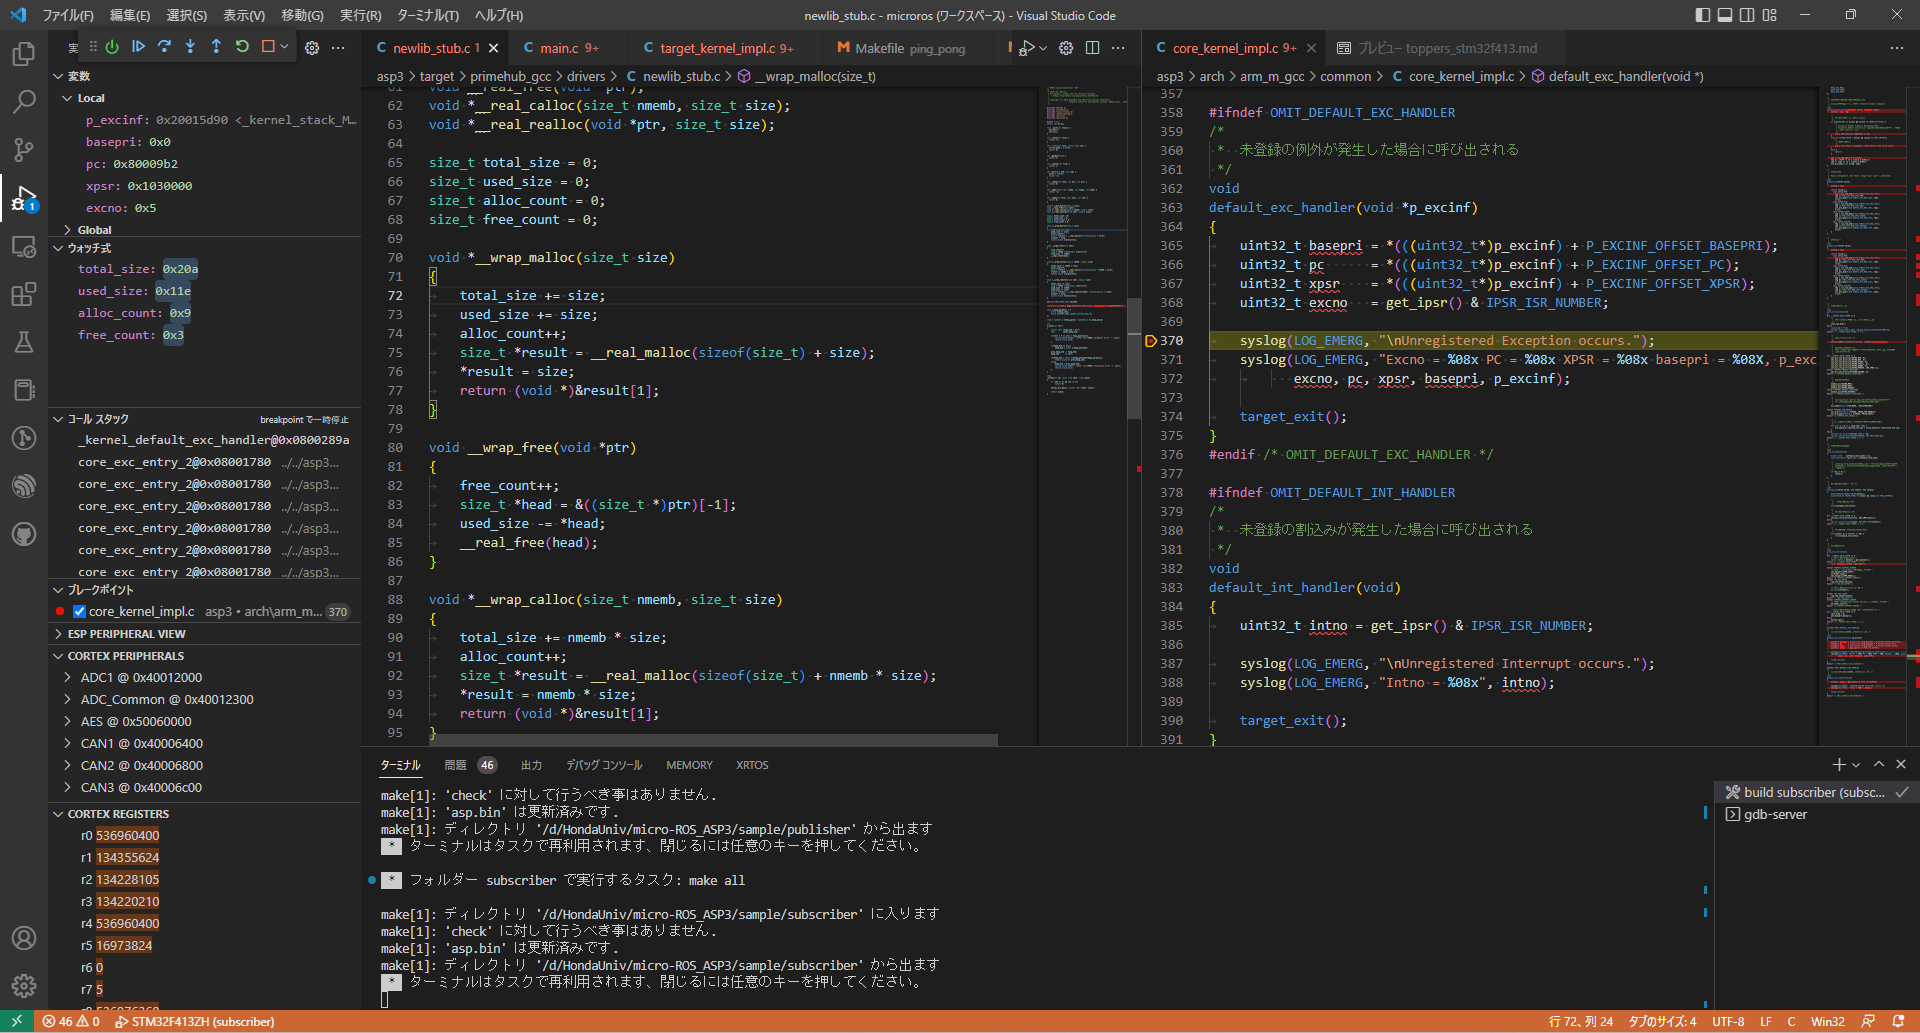 ファイル(F) 編集(E) 選択(S) 表示(V) 移動(G) 実行(R) ターミナル(T) ヘルプ(H)
newlib_stub.c - microros (ワークスペース) - Visual Studio Code
newlib_stub.c 1
main.c 9+
target_kernel_impl.c 9+
Makefile ping_pong
core_kernel_impl.c 9+
プレビュー toppers_stm32f413.md
変数
Local
p_excinf: 0x20015d90 <_kernel_stack_M...
basepri: 0x0
pc: 0x80009b2
xpsr: 0x1030000
excno: 0x5
Global
ウォッチ式
total_size: 0x20a
used_size: 0x11e
alloc_count: 0x9
free_count: 0x3
コール スタック breakpoint で一時停止
_kernel_default_exc_handler@0x0800289a
core_exc_entry_2@0x08001780 ../../asp3...
core_exc_entry_2@0x08001780 ../../asp3...
core_exc_entry_2@0x08001780 ../../asp3...
core_exc_entry_2@0x08001780 ../../asp3...
core_exc_entry_2@0x08001780 ../../asp3...
core_exc_entry_2@0x08001780 ../../asp3...
ブレークポイント
core_kernel_impl.c asp3 • arch\arm_m... 370
ESP PERIPHERAL VIEW
CORTEX PERIPHERALS
ADC1 @ 0x40012000
ADC_Common @ 0x40012300
AES @ 0x50060000
CAN1 @ 0x40006400
CAN2 @ 0x40006800
CAN3 @ 0x40006c00
CORTEX REGISTERS
r0 536960400
r1 134355624
r2 134228105
r3 134220210
r4 536960400
r5 16973824
r6 0
r7 5
asp3 > target > primehub_gcc > drivers > C newlib_stub.c > __wrap_malloc(size_t)
61 void *__real_free(void *ptr);
62 void *__real_calloc(size_t nmemb, size_t size);
63 void *__real_realloc(void *ptr, size_t size);
64
65 size_t total_size = 0;
66 size_t used_size = 0;
67 size_t alloc_count = 0;
68 size_t free_count = 0;
69
70 void *__wrap_malloc(size_t size)
71 {
72 total_size += size;
73 used_size += size;
74 alloc_count++;
75 size_t *result = __real_malloc(sizeof(size_t) + size);
76 *result = size;
77 return (void *)&result[1];
78 }
79
80 void __wrap_free(void *ptr)
81 {
82 free_count++;
83 size_t *head = &((size_t *)ptr)[-1];
84 used_size -= *head;
85 __real_free(head);
86 }
87
88 void *__wrap_calloc(size_t nmemb, size_t size)
89 {
90 total_size += nmemb * size;
91 alloc_count++;
92 size_t *result = __real_malloc(sizeof(size_t) + nmemb * size);
93 *result = nmemb * size;
94 return (void *)&result[1];
95 }
asp3 > arch > arm_m_gcc > common > C core_kernel_impl.c > default_exc_handler(void *)
357
358 #ifndef OMIT_DEFAULT_EXC_HANDLER
359 /*
360 * 未登録の例外が発生した場合に呼び出される
361 */
362 void
363 default_exc_handler(void *p_excinf)
364 {
365 uint32_t basepri = *(((uint32_t*)p_excinf) + P_EXCINF_OFFSET_BASEPRI);
366 uint32_t pc = *(((uint32_t*)p_excinf) + P_EXCINF_OFFSET_PC);
367 uint32_t xpsr = *(((uint32_t*)p_excinf) + P_EXCINF_OFFSET_XPSR);
368 uint32_t excno = get_ipsr() & IPSR_ISR_NUMBER;
369
370 syslog(LOG_EMERG, "\nUnregistered Exception occurs.");
371 syslog(LOG_EMERG, "Excno = %08x PC = %08x XPSR = %08x basepri = %08X, p_exc
372 excno, pc, xpsr, basepri, p_excinf);
373
374 target_exit();
375 }
376 #endif /* OMIT_DEFAULT_EXC_HANDLER */
377
378 #ifndef OMIT_DEFAULT_INT_HANDLER
379 /*
380 * 未登録の割込みが発生した場合に呼び出される
381 */
382 void
383 default_int_handler(void)
384 {
385 uint32_t intno = get_ipsr() & IPSR_ISR_NUMBER;
386
387 syslog(LOG_EMERG, "\nUnregistered Interrupt occurs.");
388 syslog(LOG_EMERG, "Intno = %08x", intno);
389
390 target_exit();
391 }
ターミナル 問題 46 出力 デバッグ コンソール MEMORY XRTOS
make[1]: 'check' に対して行うべき事はありません.
make[1]: 'asp.bin' は更新済みです.
make[1]: ディレクトリ '/d/HondaUniv/micro-ROS_ASP3/sample/publisher' から出ます
* ターミナルはタスクで再利用されます、閉じるには任意のキーを押してください。
* フォルダー subscriber で実行するタスク: make all
make[1]: ディレクトリ '/d/HondaUniv/micro-ROS_ASP3/sample/subscriber' に入ります
make[1]: 'check' に対して行うべき事はありません.
make[1]: 'asp.bin' は更新済みです.
make[1]: ディレクトリ '/d/HondaUniv/micro-ROS_ASP3/sample/subscriber' から出ます
* ターミナルはタスクで再利用されます、閉じるには任意のキーを押してください。
build subscriber (subsc...
gdb-server
46 0 STM32F413ZH (subscriber)
行 72、列 24 タブのサイズ: 4 UTF-8 LF C Win32